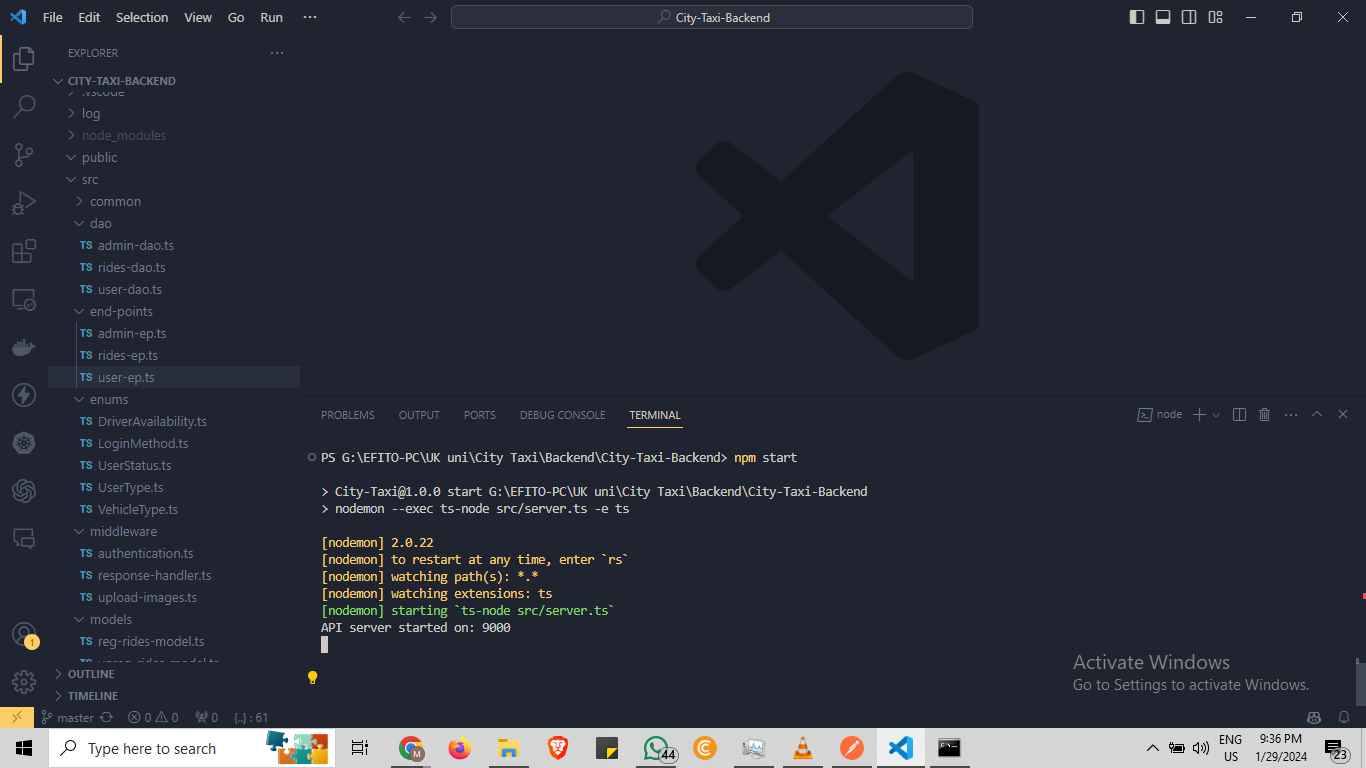 File Edit Selection View Go Run ···
City-Taxi-Backend
EXPLORER
CITY-TAXI-BACKEND
.vscode
log
node_modules
public
src
common
dao
TS admin-dao.ts
TS rides-dao.ts
TS user-dao.ts
end-points
TS admin-ep.ts
TS rides-ep.ts
TS user-ep.ts
enums
TS DriverAvailability.ts
TS LoginMethod.ts
TS UserStatus.ts
TS UserType.ts
TS VehicleType.ts
middleware
TS authentication.ts
TS response-handler.ts
TS upload-images.ts
models
TS reg-rides-model.ts
TS unreg-rides-model.ts
OUTLINE
TIMELINE
1
PROBLEMS OUTPUT PORTS DEBUG CONSOLE TERMINAL
node
PS G:\EFITO-PC\UK uni\City Taxi\Backend\City-Taxi-Backend> npm start
> City-Taxi@1.0.0 start G:\EFITO-PC\UK uni\City Taxi\Backend\City-Taxi-Backend
> nodemon --exec ts-node src/server.ts -e ts
[nodemon] 2.0.22
[nodemon] to restart at any time, enter `rs`
[nodemon] watching path(s): *.*
[nodemon] watching extensions: ts
[nodemon] starting `ts-node src/server.ts`
API server started on: 9000
Activate Windows
Go to Settings to activate Windows.
master 0 0 0 {..} : 61
Type here to search
M
44
ENG
US
9:36 PM
1/29/2024
23